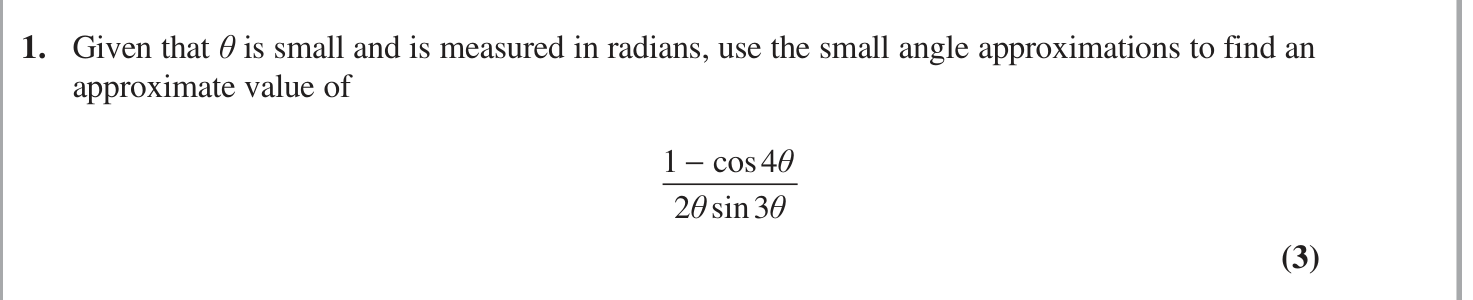 1. Given that θ is small and is measured in radians, use the small angle approximations to find an
approximate value of
1 − cos 4θ
2θ sin 3θ
(3)